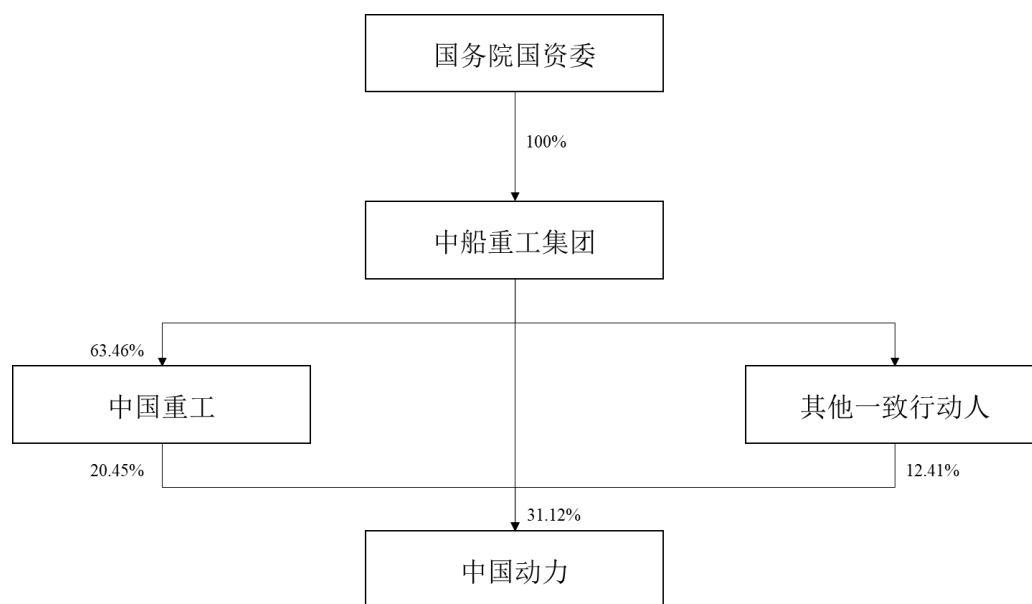 国务院国资委
100%
中船重工集团
63.46%
中国重工
其他一致行动人
20.45%
12.41%
31.12%
中国动力